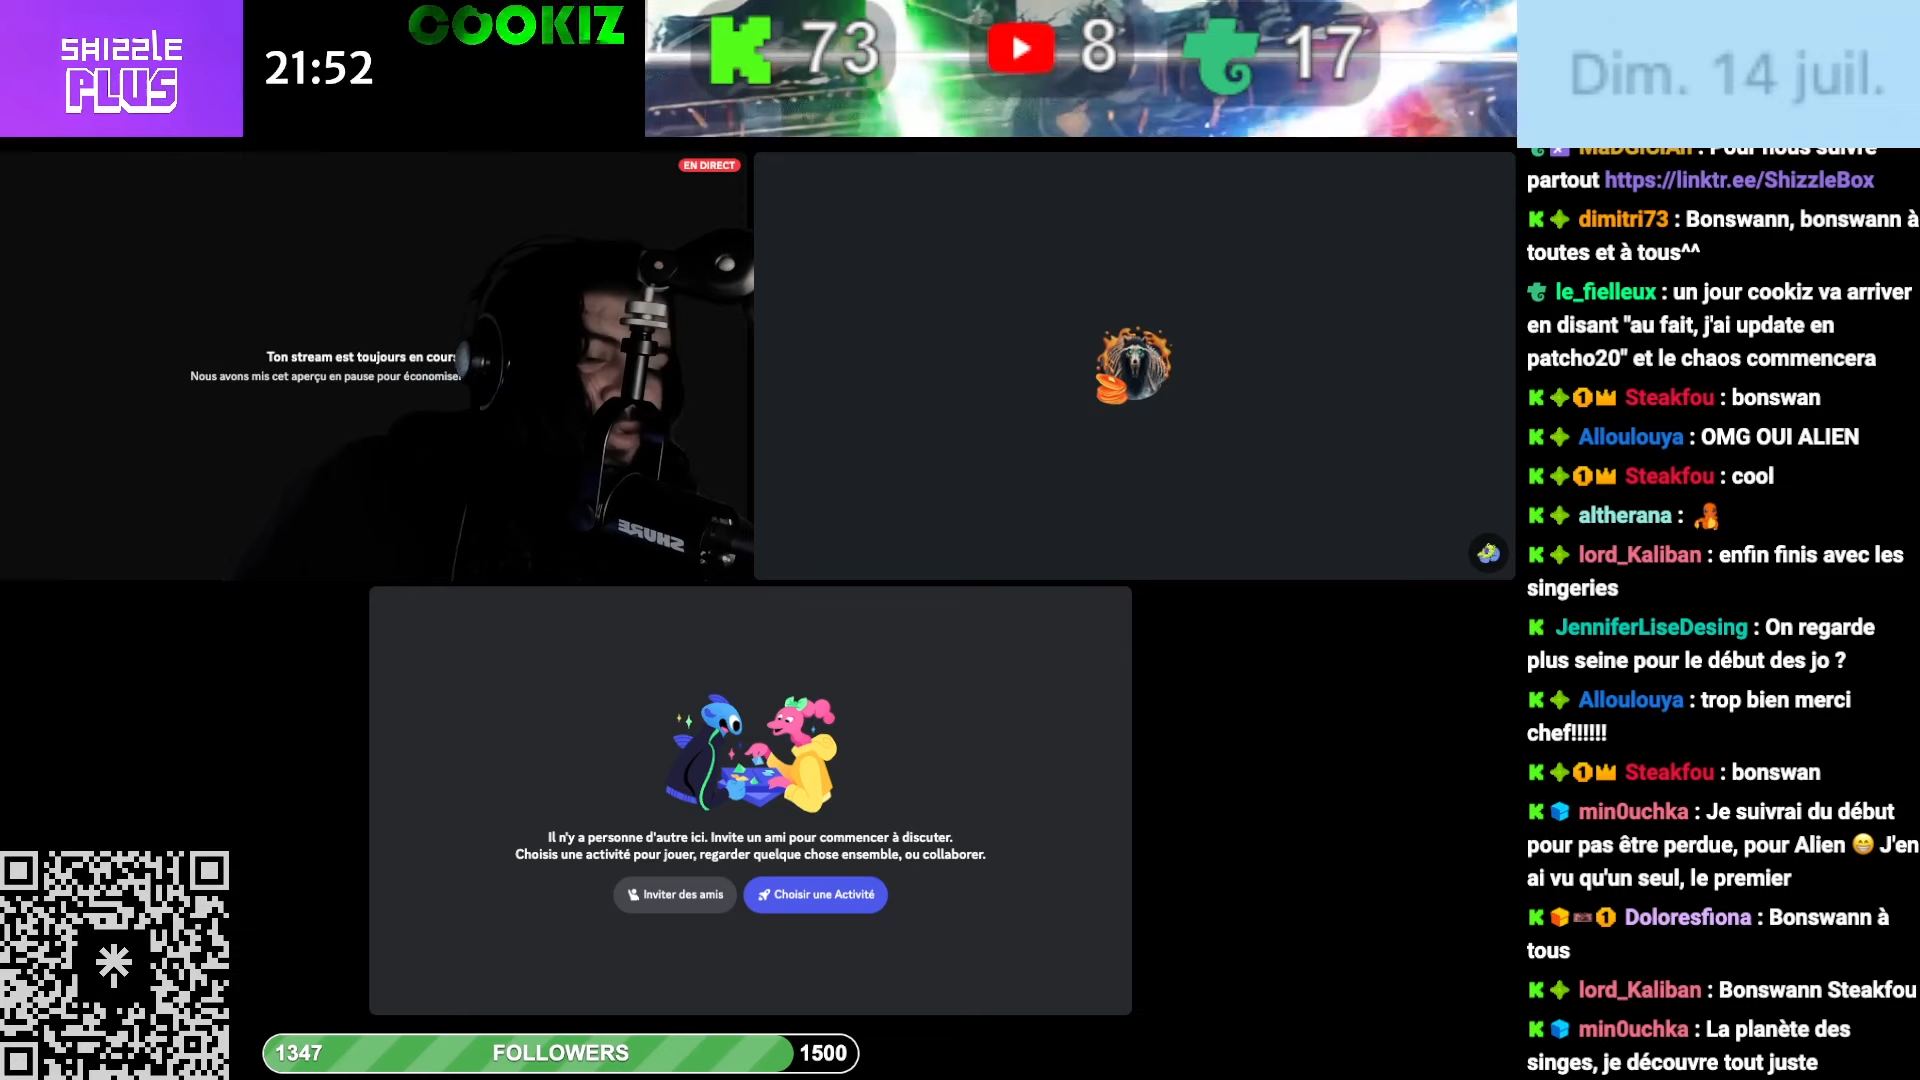 SHIZZLE
PLUS
21:52
COOKIZ
73
8
17
Dim. 14 juil.
EN DIRECT
Ton stream est toujours en cours
Nous avons mis cet aperçu en pause pour économiser
SHURE
Il n'y a personne d'autre ici. Invite un ami pour commencer à discuter.
Choisis une activité pour jouer, regarder quelque chose ensemble, ou collaborer.
Inviter des amis
Choisir une Activité
1347 FOLLOWERS 1500
MaDGiCiAn : Pour nous suivre
partout https://linktr.ee/ShizzleBox
dimitri73 : Bonswann, bonswann à
toutes et à tous^^
le_fielleux : un jour cookiz va arriver
en disant "au fait, j'ai update en
patcho20" et le chaos commencera
Steakfou : bonswan
Alloulouya : OMG OUI ALIEN
Steakfou : cool
altherana :
lord_Kaliban : enfin finis avec les
singeries
JenniferLiseDesing : On regarde
plus seine pour le début des jo ?
Alloulouya : trop bien merci
chef!!!!!!
Steakfou : bonswan
min0uchka : Je suivrai du début
pour pas être perdue, pour Alien 😁 J'en
ai vu qu'un seul, le premier
Doloresfiona : Bonswann à
tous
lord_Kaliban : Bonswann Steakfou
min0uchka : La planète des
singes, je découvre tout juste